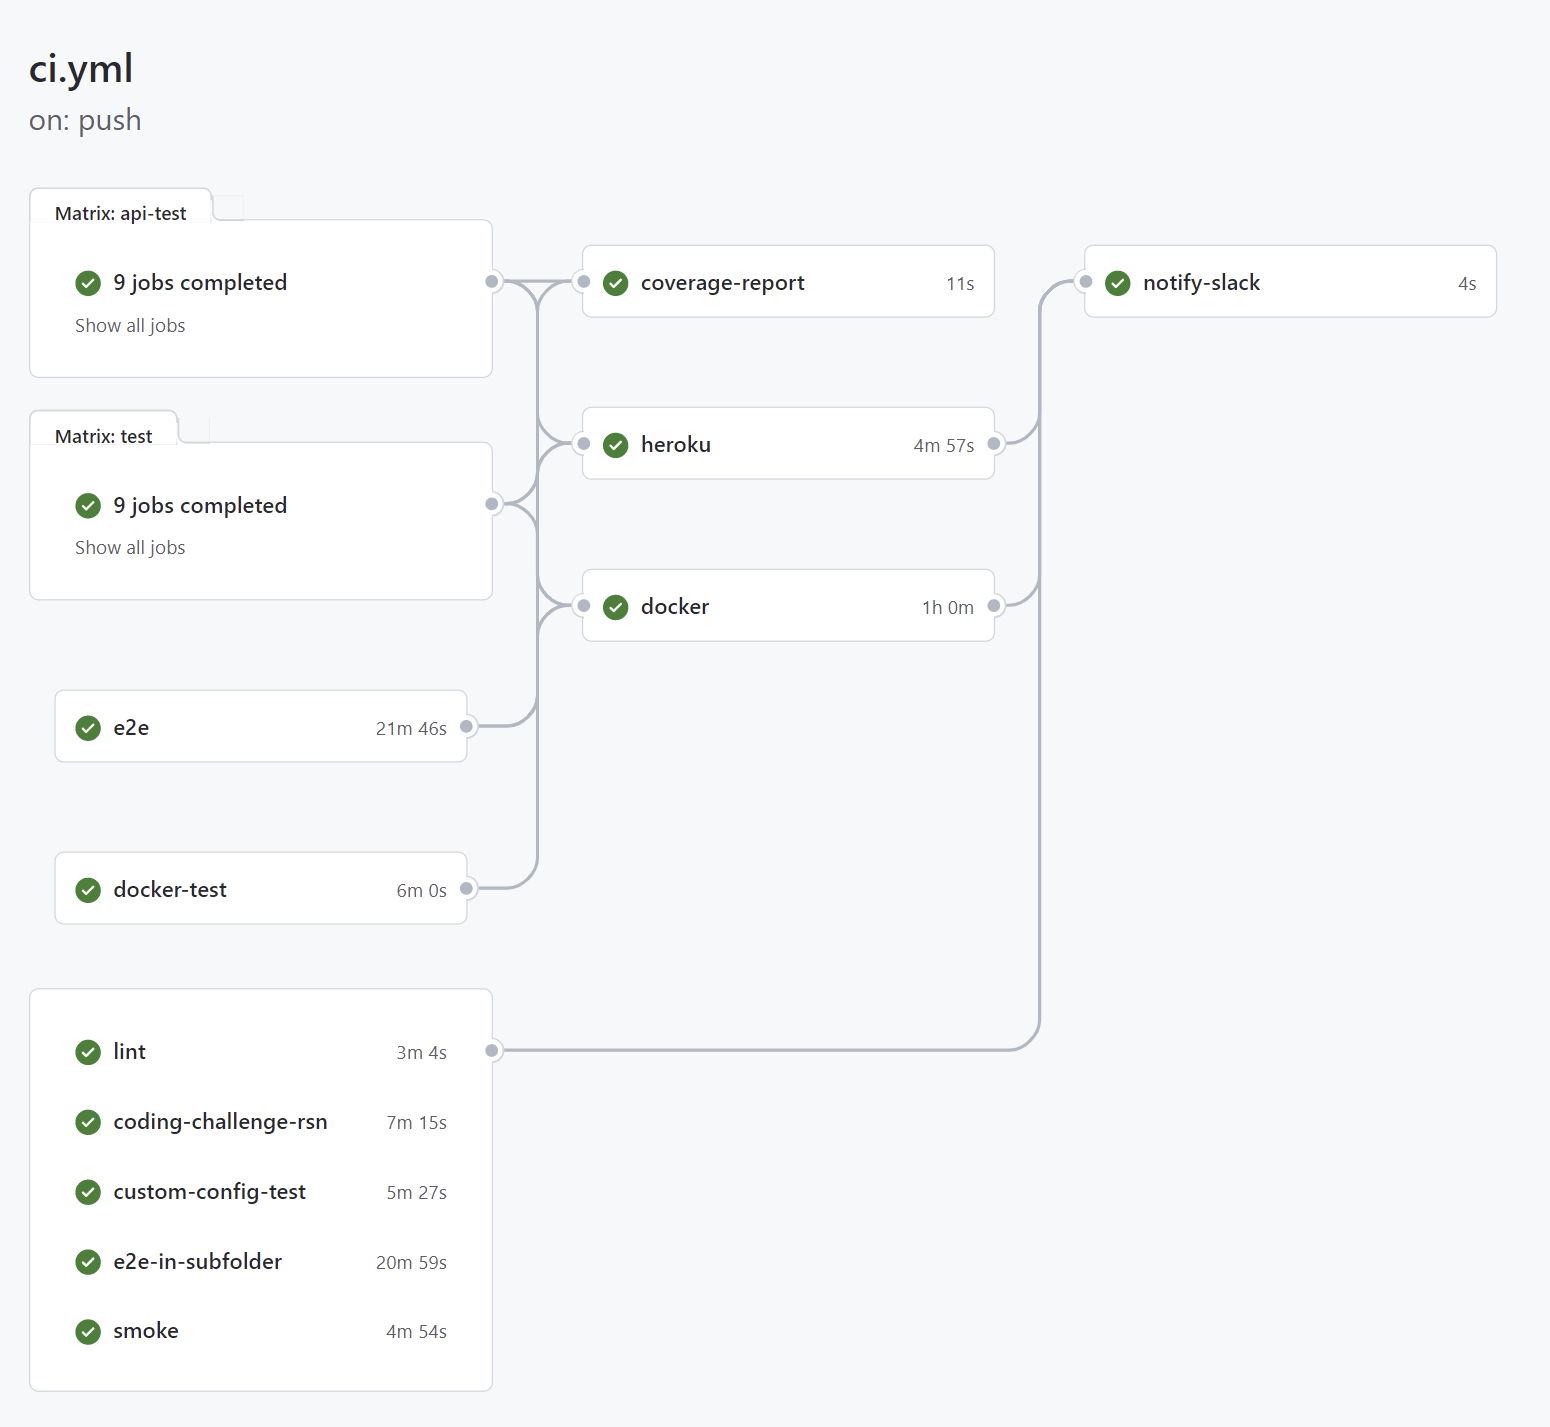 ci.yml
on: push
Matrix: api-test
9 jobs completed
Show all jobs
Matrix: test
9 jobs completed
Show all jobs
e2e 21m 46s
docker-test 6m 0s
lint 3m 4s
coding-challenge-rsn 7m 15s
custom-config-test 5m 27s
e2e-in-subfolder 20m 59s
smoke 4m 54s
coverage-report 11s
heroku 4m 57s
docker 1h 0m
notify-slack 4s